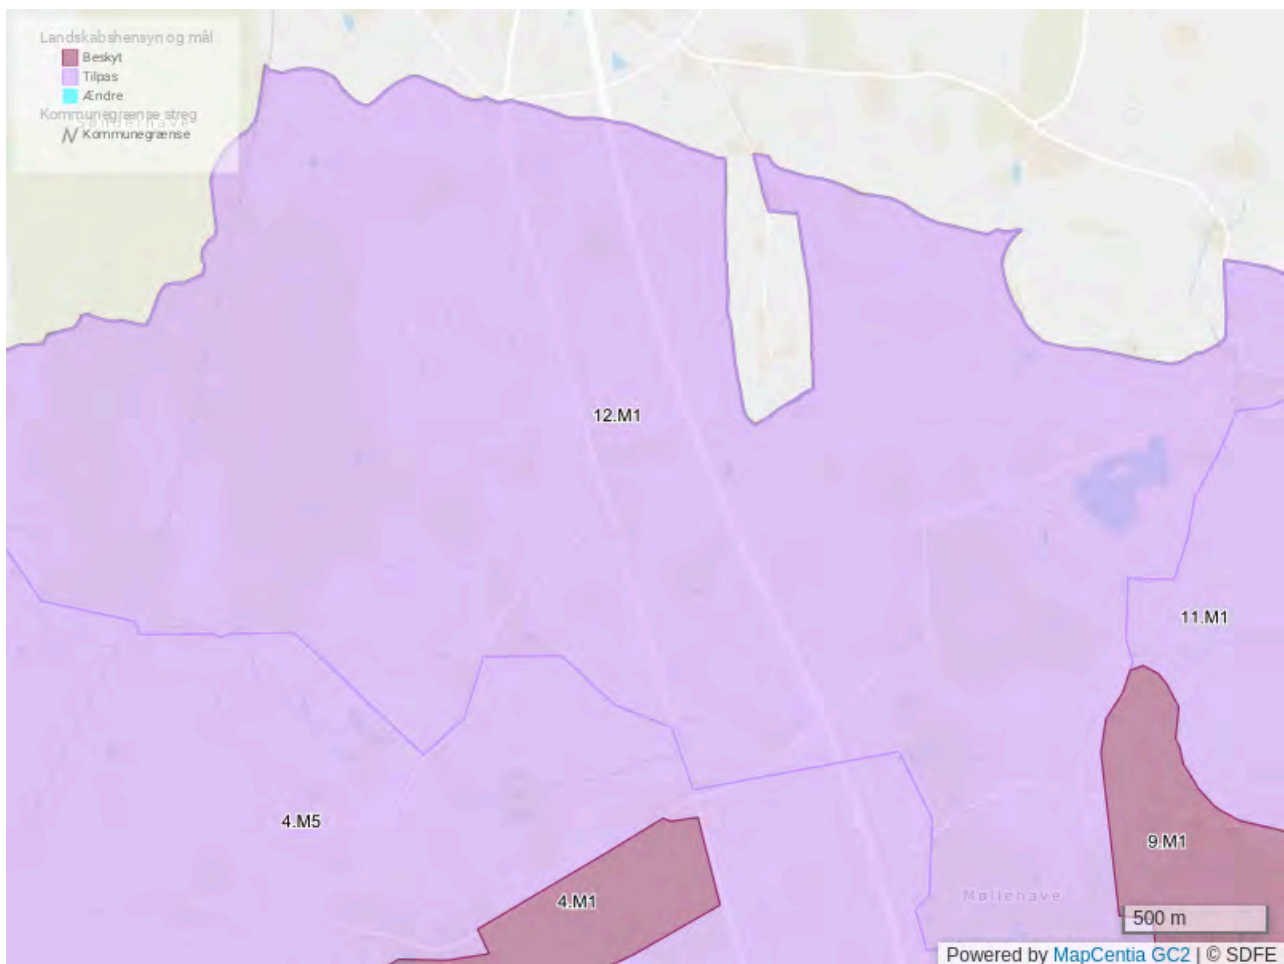 Landskabshensyn og mål
Beskyt
Tilpas
Ændre
Kommunegrænse streg
Sønderhave
Kommunegrænse
12.M1
11.M1
4.M5
9.M1
4.M1
Møllehave
500 m
Powered by MapCentia GC2 | © SDFE